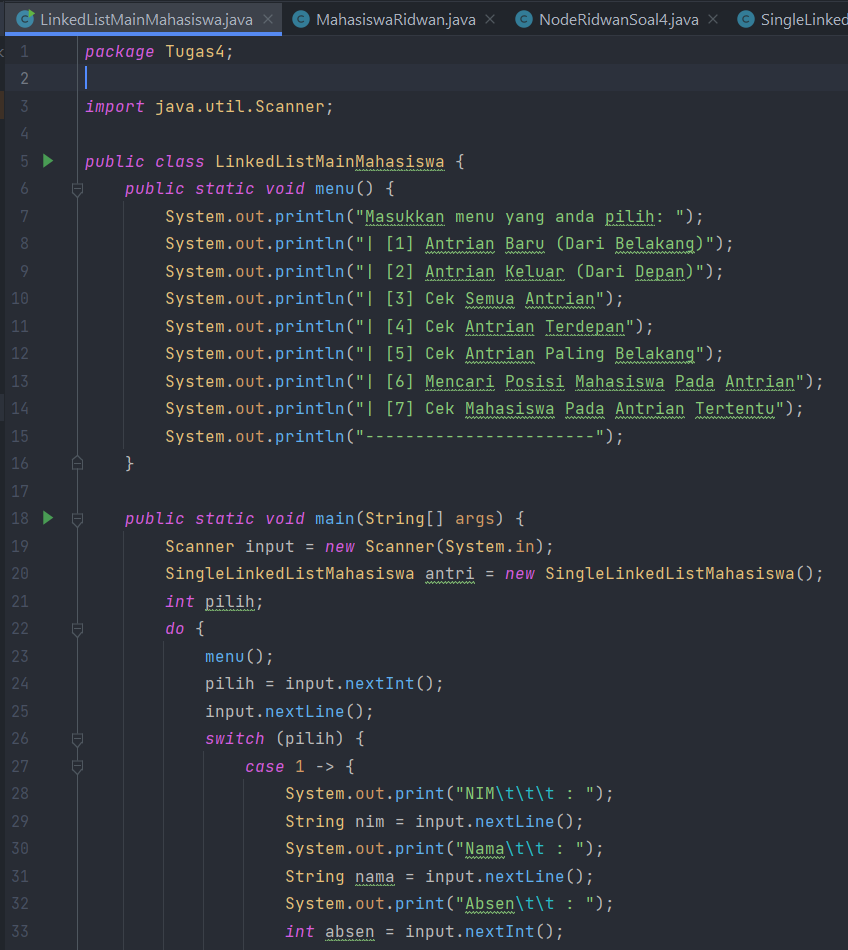 LinkedListMainMahasiswa.java × MahasiswaRidwan.java × NodeRidwanSoal4.java × SingleLinked
1 package Tugas4;
2
3 import java.util.Scanner;
4
5 public class LinkedListMainMahasiswa {
6 public static void menu() {
7 System.out.println("Masukkan menu yang anda pilih: ");
8 System.out.println("| [1] Antrian Baru (Dari Belakang)");
9 System.out.println("| [2] Antrian Keluar (Dari Depan)");
10 System.out.println("| [3] Cek Semua Antrian");
11 System.out.println("| [4] Cek Antrian Terdepan");
12 System.out.println("| [5] Cek Antrian Paling Belakang");
13 System.out.println("| [6] Mencari Posisi Mahasiswa Pada Antrian");
14 System.out.println("| [7] Cek Mahasiswa Pada Antrian Tertentu");
15 System.out.println("-----------------------");
16 }
17
18 public static void main(String[] args) {
19 Scanner input = new Scanner(System.in);
20 SingleLinkedListMahasiswa antri = new SingleLinkedListMahasiswa();
21 int pilih;
22 do {
23 menu();
24 pilih = input.nextInt();
25 input.nextLine();
26 switch (pilih) {
27 case 1 -> {
28 System.out.print("NIM\t\t\t : ");
29 String nim = input.nextLine();
30 System.out.print("Nama\t\t : ");
31 String nama = input.nextLine();
32 System.out.print("Absen\t\t : ");
33 int absen = input.nextInt();